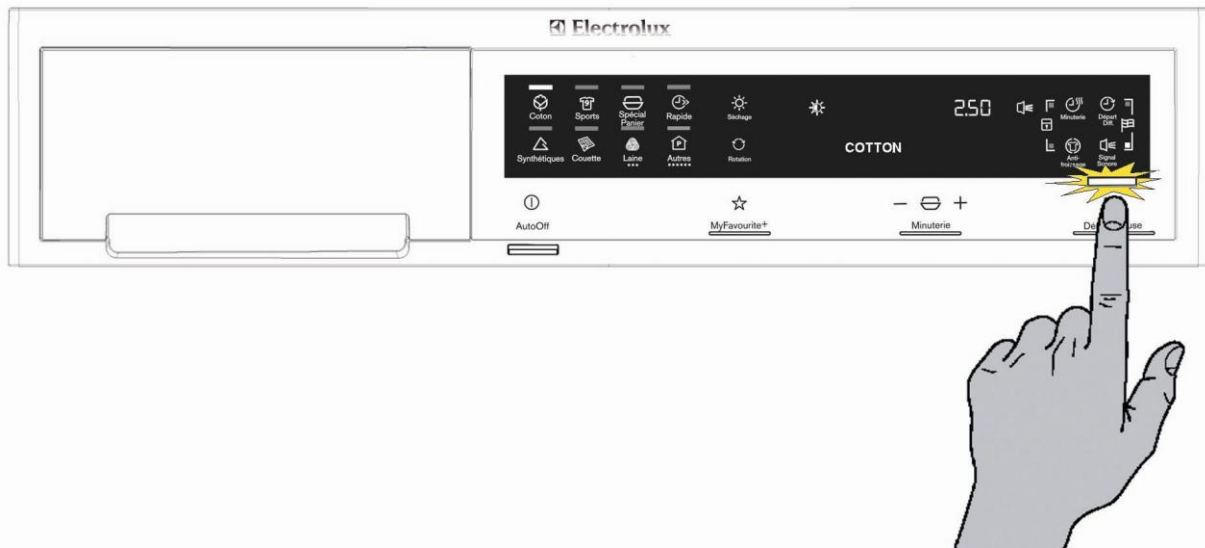 Electrolux
Coton Sports Spécial Panier Rapide Séchage 2.50 Minuterie Départ Diff.
Synthétiques Couette Laine Autres Rotation COTTON Anti-froissage Signal Sonore
AutoOff MyFavourite+ − + Minuterie